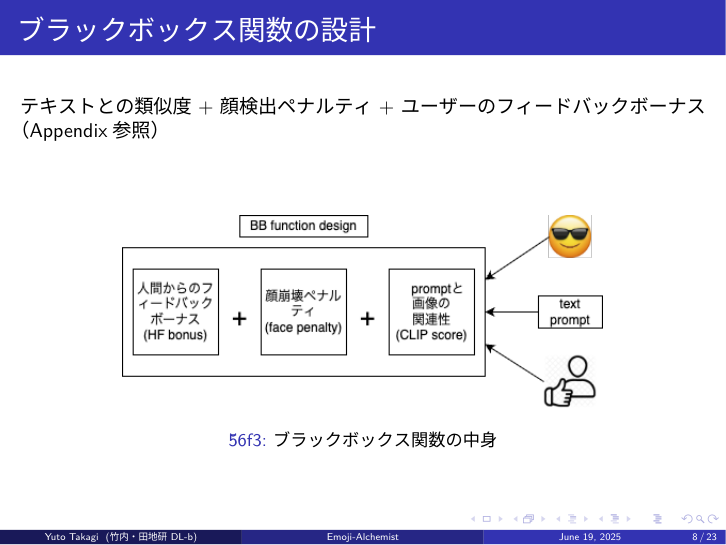 ブラックボックス関数の設計
テキストとの類似度 + 顔検出ペナルティ + ユーザーのフィードバックボーナス
（Appendix 参照）
BB function design
人間からのフ
ィードバック
ボーナス
(HF bonus)
+
顔崩壊ペナル
ティ
(face penalty)
+
promptと
画像の
関連性
(CLIP score)
text
prompt
56f3: ブラックボックス関数の中身
Yuto Takagi (竹内・田地研 DL-b)
Emoji-Alchemist
June 19, 2025
8 / 23